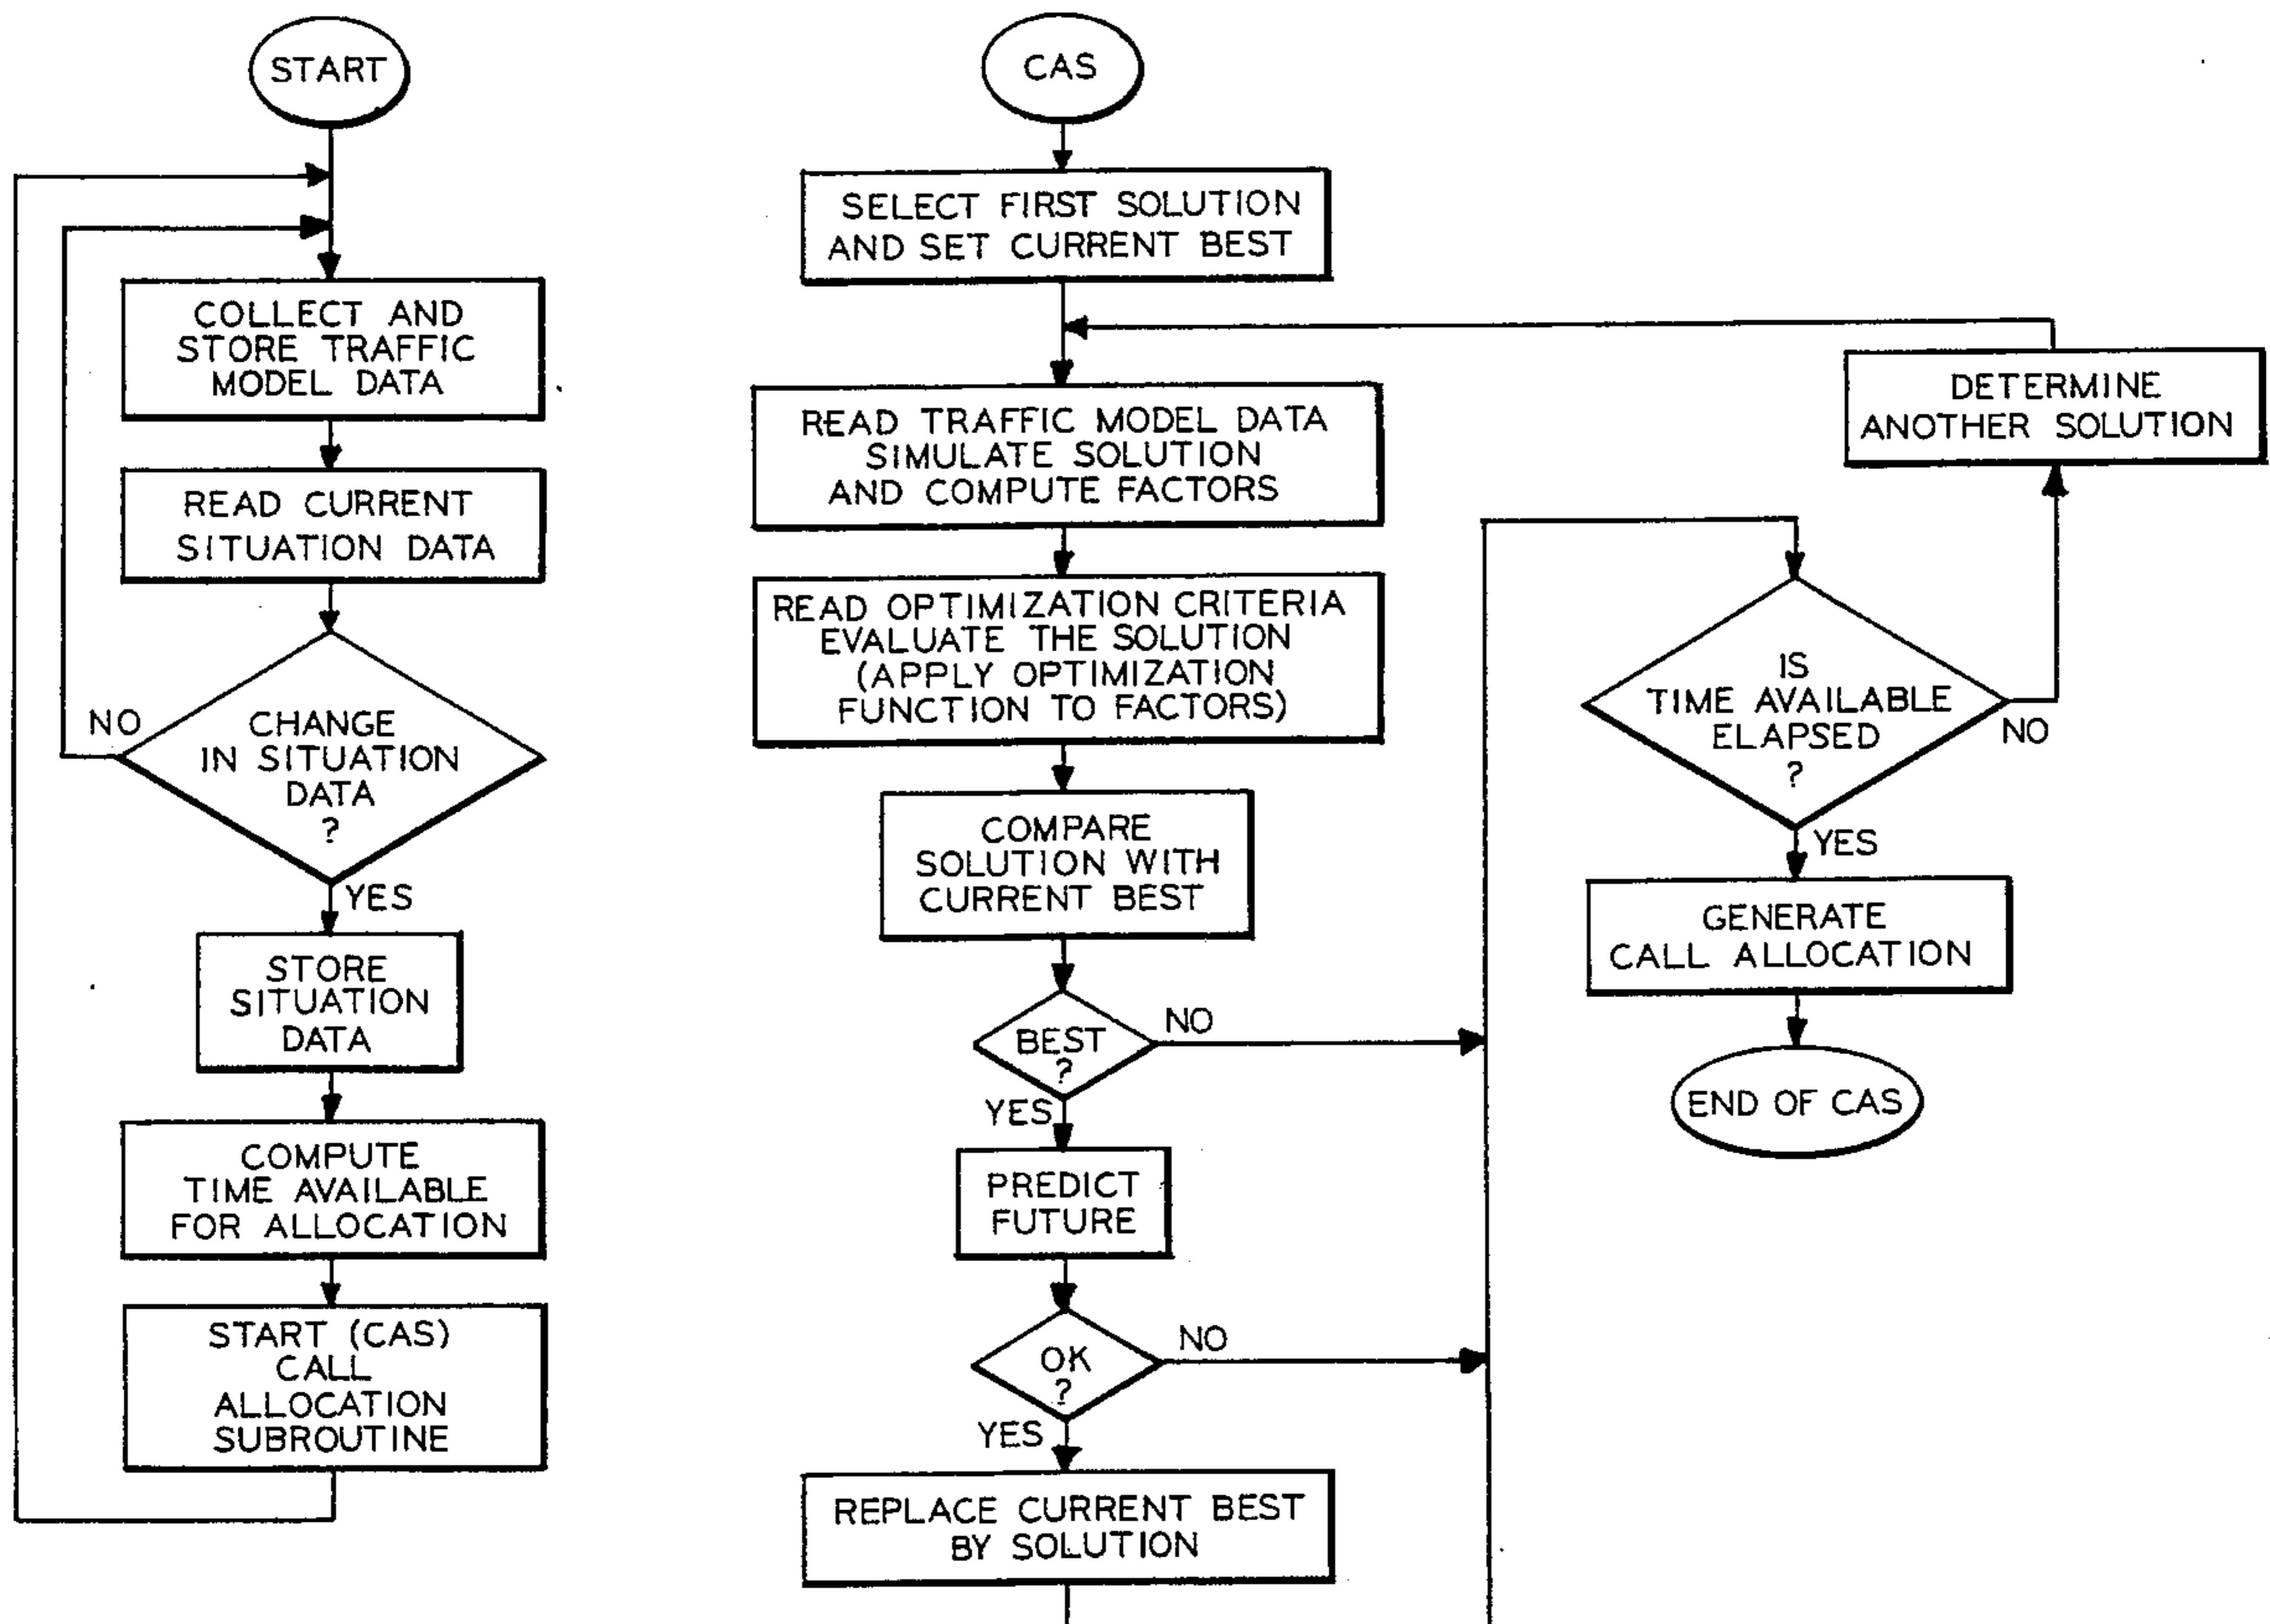 START
COLLECT AND
STORE TRAFFIC
MODEL DATA
READ CURRENT
SITUATION DATA
NO
CHANGE
IN SITUATION
DATA
?
YES
STORE
SITUATION
DATA
COMPUTE
TIME AVAILABLE
FOR ALLOCATION
START (CAS)
CALL
ALLOCATION
SUBROUTINE
CAS
SELECT FIRST SOLUTION
AND SET CURRENT BEST
READ TRAFFIC MODEL DATA
SIMULATE SOLUTION
AND COMPUTE FACTORS
READ OPTIMIZATION CRITERIA
EVALUATE THE SOLUTION
(APPLY OPTIMIZATION
FUNCTION TO FACTORS)
COMPARE
SOLUTION WITH
CURRENT BEST
BEST
?
NO
YES
PREDICT
FUTURE
OK
?
NO
YES
REPLACE CURRENT BEST
BY SOLUTION
DETERMINE
ANOTHER SOLUTION
IS
TIME AVAILABLE
ELAPSED
?
NO
YES
GENERATE
CALL ALLOCATION
END OF CAS